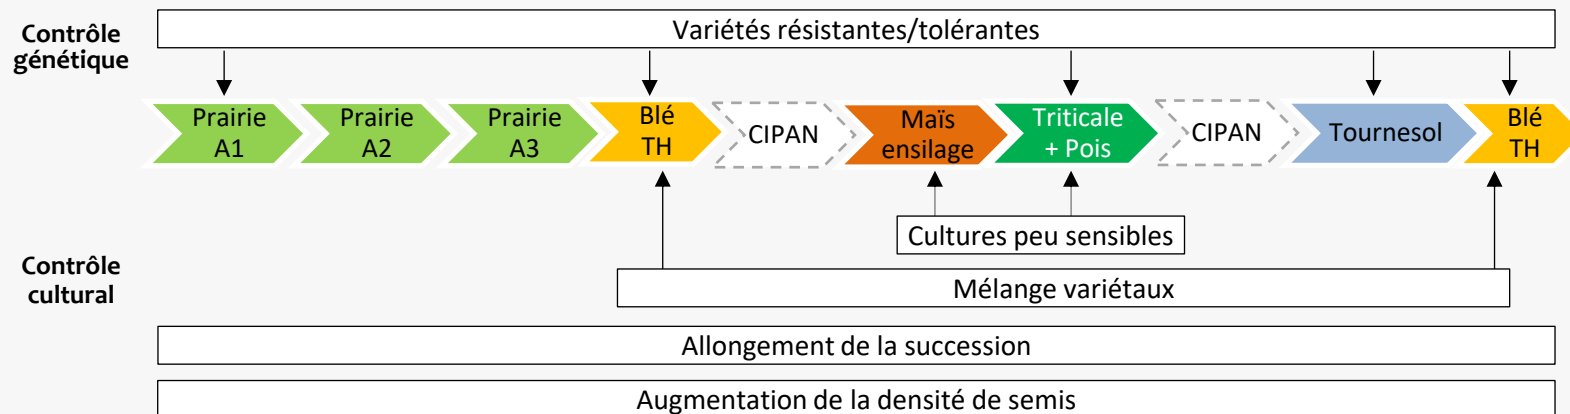 Contrôle
génétique
Variétés résistantes/tolérantes
Prairie
A1
Prairie
A2
Prairie
A3
Blé
TH
CIPAN
Maïs
ensilage
Triticale
+ Pois
CIPAN
Tournesol
Blé
TH
Contrôle
cultural
Cultures peu sensibles
Mélange variétaux
Allongement de la succession
Augmentation de la densité de semis